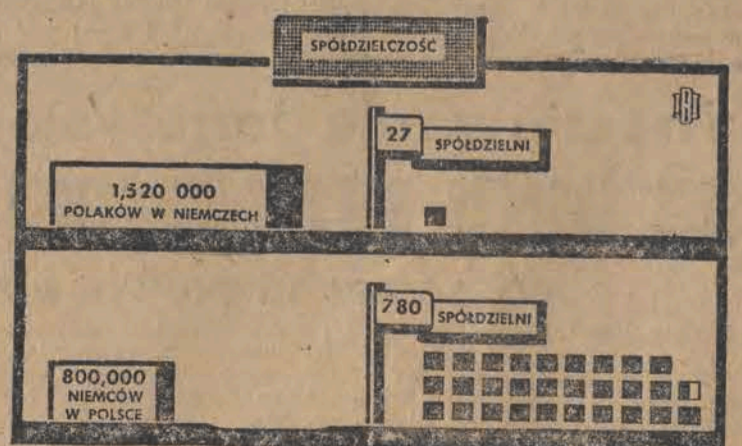 SPÓŁDZIELCZOŚĆ
27 SPÓŁDZIELNI
1,520 000
POLAKÓW W NIEMCZECH
780 SPÓŁDZIELNI
800,000
NIEMCÓW
W POLSCE